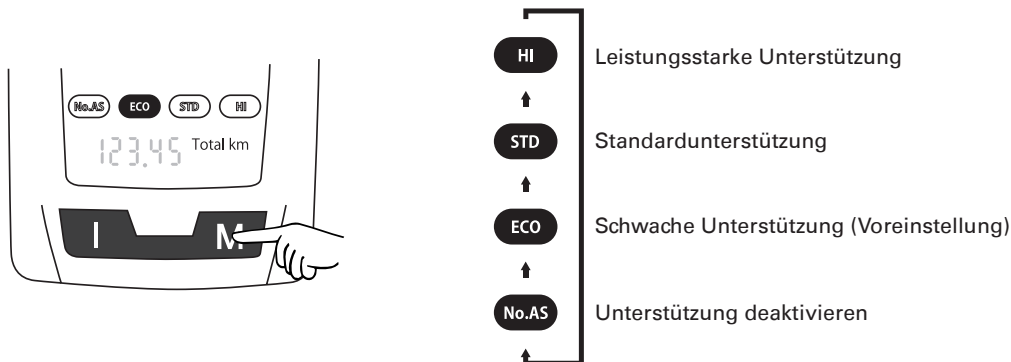 No.AS ECO STD HI
123.45 Total km
I M
HI Leistungsstarke Unterstützung
STD Standardunterstützung
ECO Schwache Unterstützung (Voreinstellung)
No.AS Unterstützung deaktivieren